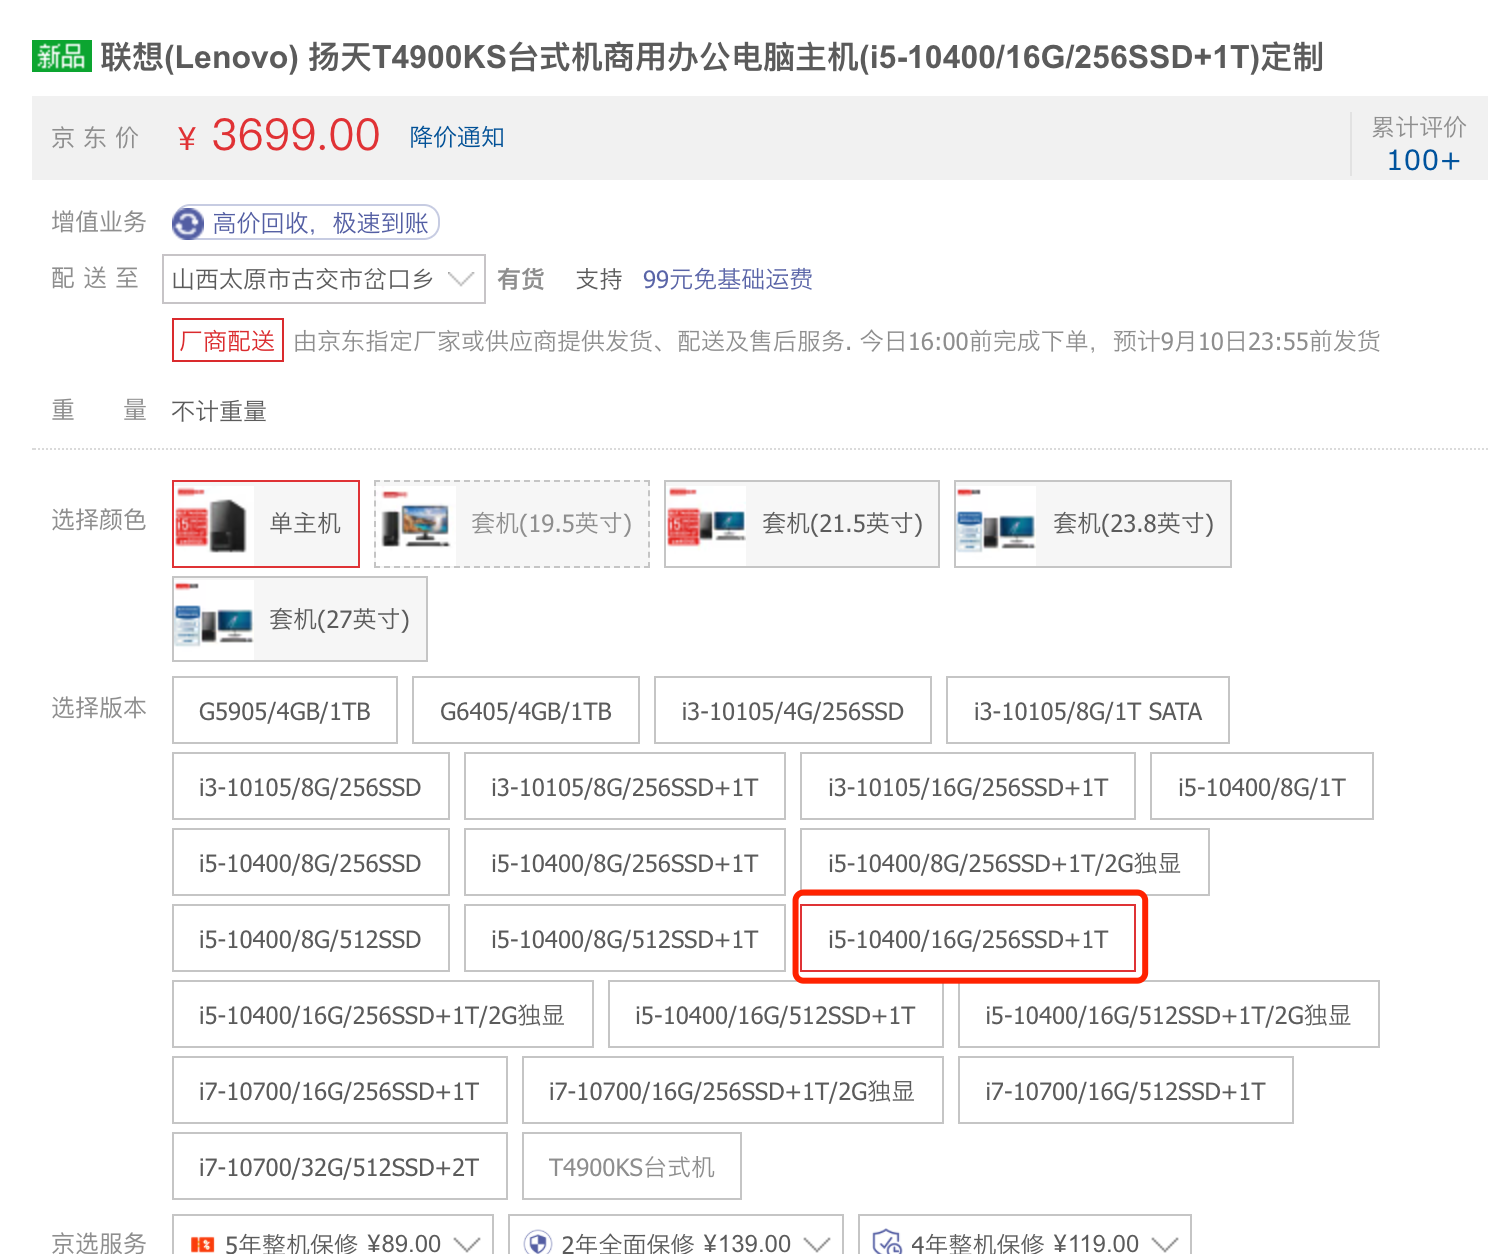 新品 联想(Lenovo) 扬天T4900KS台式机商用办公电脑主机(i5-10400/16G/256SSD+1T)定制
京东价 ¥ 3699.00 降价通知 累计评价
100+
增值业务 高价回收，极速到账
配送至 山西太原市古交市岔口乡 有货 支持 99元免基础运费
厂商配送 由京东指定厂家或供应商提供发货、配送及售后服务. 今日16:00前完成下单，预计9月10日23:55前发货
重量 不计重量
选择颜色 单主机 套机(19.5英寸) 套机(21.5英寸) 套机(23.8英寸)
套机(27英寸)
选择版本 G5905/4GB/1TB G6405/4GB/1TB i3-10105/4G/256SSD i3-10105/8G/1T SATA
i3-10105/8G/256SSD i3-10105/8G/256SSD+1T i3-10105/16G/256SSD+1T i5-10400/8G/1T
i5-10400/8G/256SSD i5-10400/8G/256SSD+1T i5-10400/8G/256SSD+1T/2G独显
i5-10400/8G/512SSD i5-10400/8G/512SSD+1T i5-10400/16G/256SSD+1T
i5-10400/16G/256SSD+1T/2G独显 i5-10400/16G/512SSD+1T i5-10400/16G/512SSD+1T/2G独显
i7-10700/16G/256SSD+1T i7-10700/16G/256SSD+1T/2G独显 i7-10700/16G/512SSD+1T
i7-10700/32G/512SSD+2T T4900KS台式机
京选服务 5年整机保修 ¥89.00 2年全面保修 ¥139.00 4年整机保修 ¥119.00